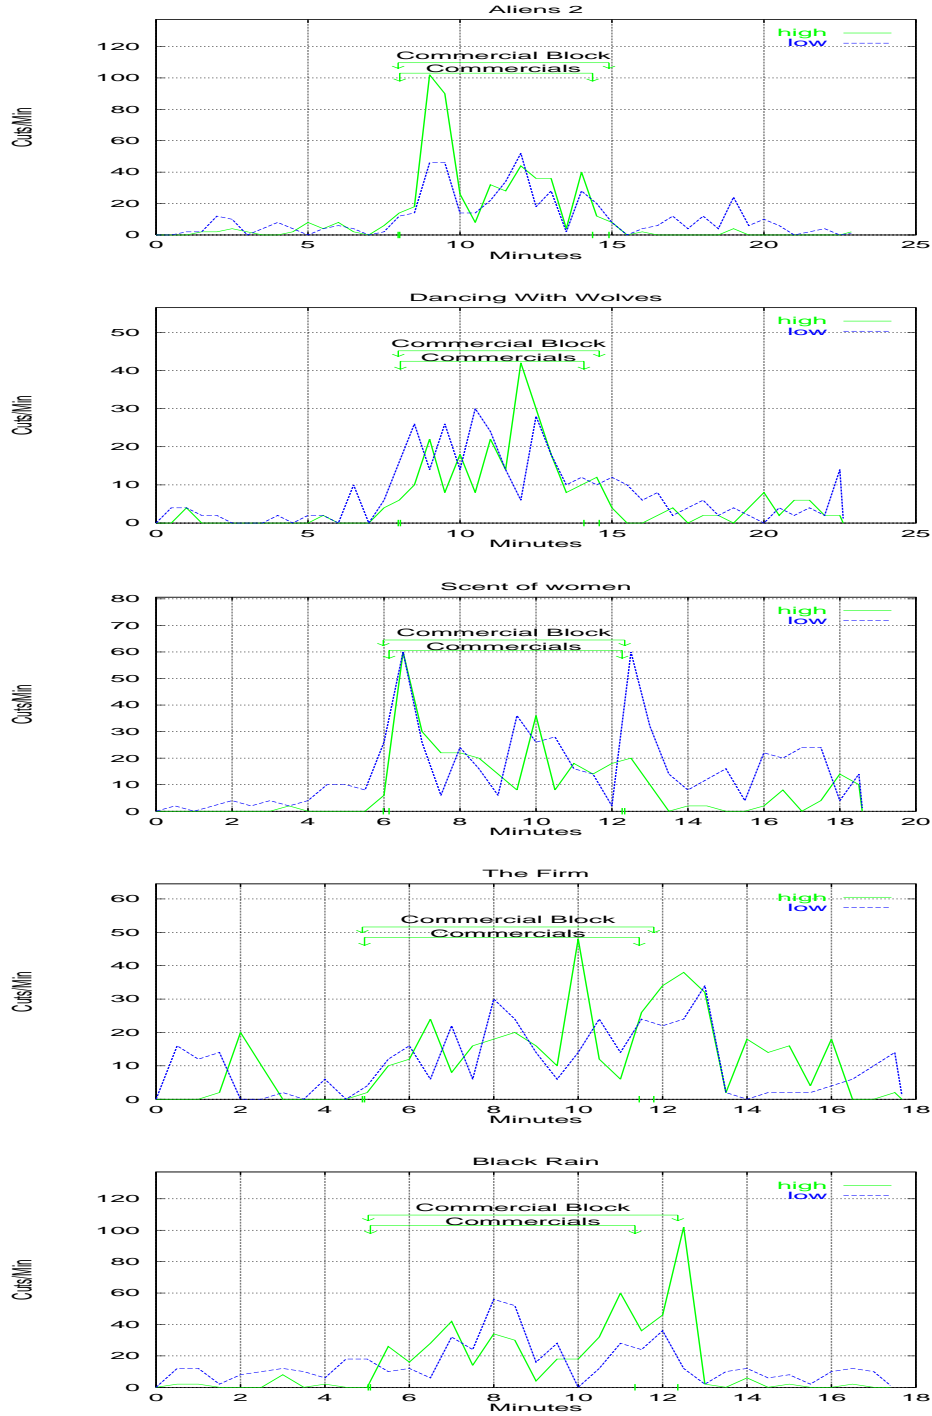 Aliens 2
high
low
Commercial Block
Commercials
Cuts/Min
120
100
80
60
40
20
0
0 5 10 15 20 25
Minutes
Dancing With Wolves
high
low
Commercial Block
Commercials
Cuts/Min
50
40
30
20
10
0
0 5 10 15 20 25
Minutes
Scent of women
high
low
Commercial Block
Commercials
Cuts/Min
80
70
60
50
40
30
20
10
0
0 2 4 6 8 10 12 14 16 18 20
Minutes
The Firm
high
low
Commercial Block
Commercials
Cuts/Min
60
50
40
30
20
10
0
0 2 4 6 8 10 12 14 16 18
Minutes
Black Rain
high
low
Commercial Block
Commercials
Cuts/Min
120
100
80
60
40
20
0
0 2 4 6 8 10 12 14 16 18
Minutes